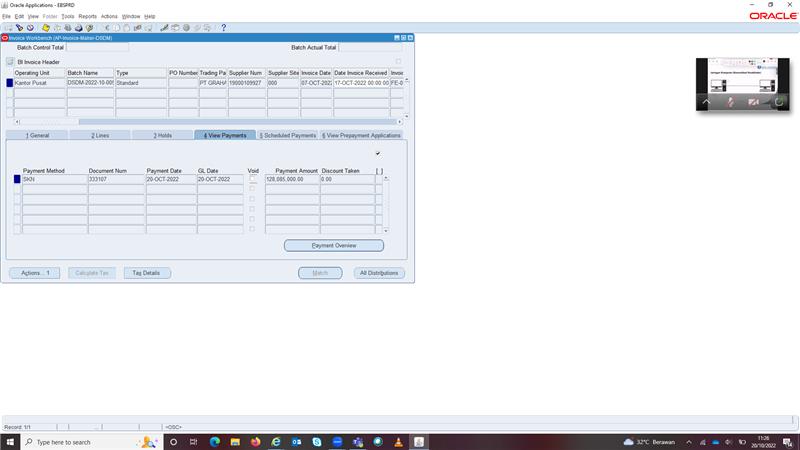 Oracle Applications - EBSPRD
File Edit View Folder Tools Reports Actions Window Help
ORACLE
Invoice Workbench (AP-Invoice-Maker-DSDM)
Batch Control Total Batch Actual Total
BI Invoice Header
Operating Unit Batch Name Type PO Number Trading Pa Supplier Num Supplier Site Invoice Date Date Invoice Received Invoic
Kantor Pusat DSDM-2022-10-005 Standard PT GRAHA 19000109927 000 07-OCT-2022 17-OCT-2022 00:00:00 FE-0
1 General 2 Lines 3 Holds 4 View Payments 5 Scheduled Payments 6 View Prepayment Applications
Payment Method Document Num Payment Date GL Date Void Payment Amount Discount Taken [ ]
SKN 333107 20-OCT-2022 20-OCT-2022 128,085,000.00 0.00
Payment Overview
Actions... 1 Calculate Tax Tax Details Match All Distributions
Record: 1/1 ... <OSC>
Type here to search
32°C Berawan
11:26
20/10/2022